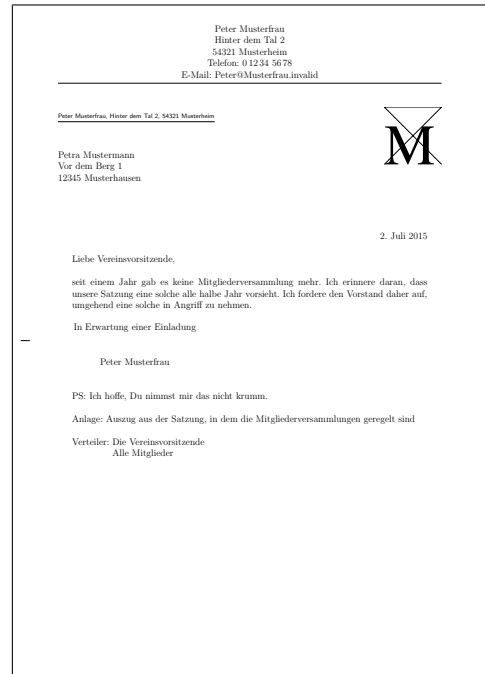 Peter Musterfrau
Hinter dem Tal 2
54321 Musterheim
Telefon: 0 12 34 56 78
E-Mail: Peter@Musterfrau.invalid
Peter Musterfrau, Hinter dem Tal 2, 54321 Musterheim
M
Petra Mustermann
Vor dem Berg 1
12345 Musterhausen
2. Juli 2015
Liebe Vereinsvorsitzende,
seit einem Jahr gab es keine Mitgliederversammlung mehr. Ich erinnere daran, dass
unsere Satzung eine solche alle halbe Jahr vorsieht. Ich fordere den Vorstand daher auf,
umgehend eine solche in Angriff zu nehmen.
In Erwartung einer Einladung
Peter Musterfrau
PS: Ich hoffe, Du nimmst mir das nicht krumm.
Anlage: Auszug aus der Satzung, in dem die Mitgliederversammlungen geregelt sind
Verteiler: Die Vereinsvorsitzende
Alle Mitglieder